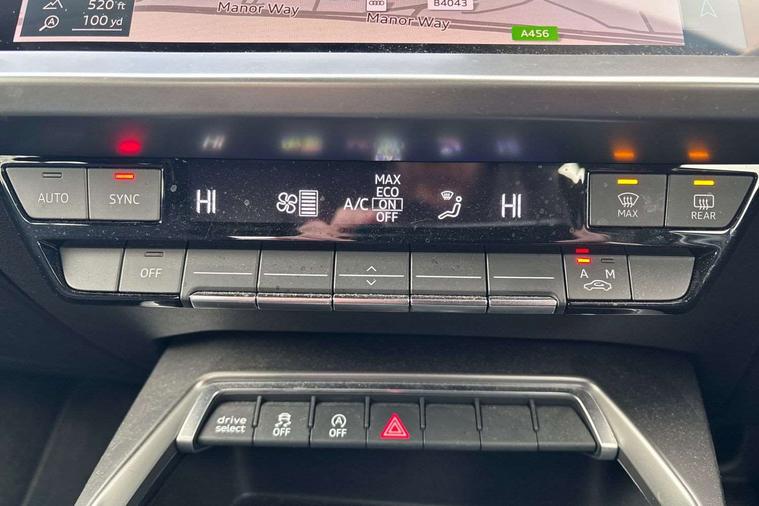 520 ft
100 yd
Manor Way
Manor Way
B4043
A456
AUTO
SYNC
HI
A/C
MAX
ECO
ON
OFF
HI
MAX
REAR
OFF
A M
drive
select
OFF
A
OFF